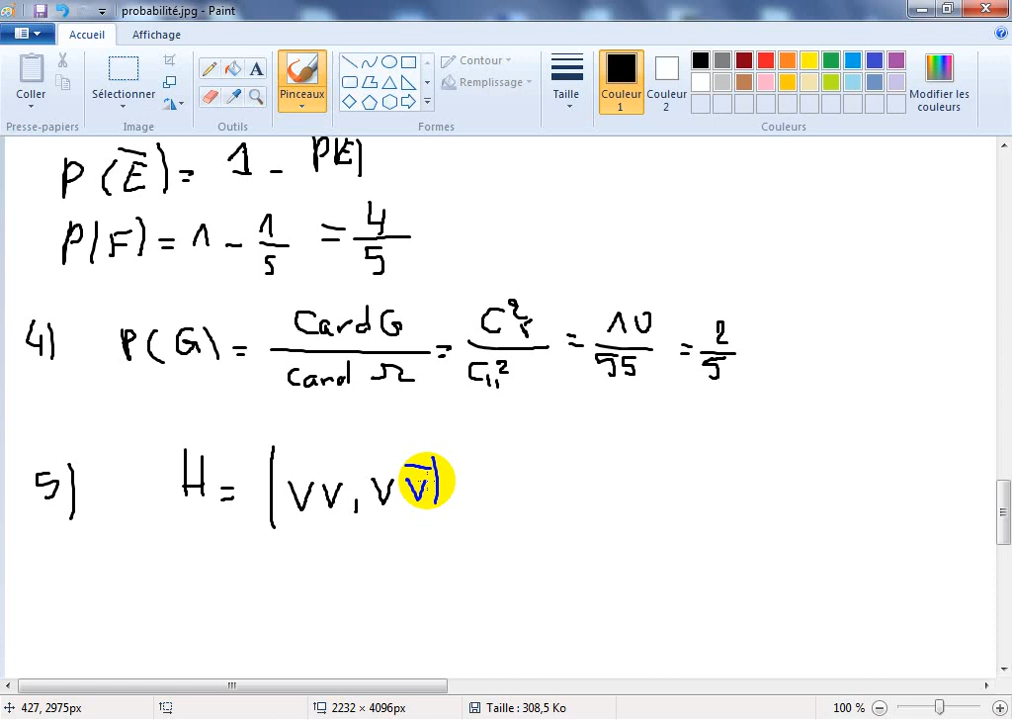 probabilité.jpg - Paint
Accueil Affichage
Coller Sélectionner Pinceaux Contour Remplissage Taille Couleur 1 Couleur 2 Modifier les couleurs
Presse-papiers Image Outils Formes Couleurs
P(E̅) = 1 - P(E)
P(F) = 1 - 1/5 = 4/5
4) P(G) = Card G / Card Ω = C²₅ / C₁₁² = 10/55 = 2/5
5) H = (VV, VV̅)
427, 2975px 2232 × 4096px Taille : 308,5 Ko 100 %